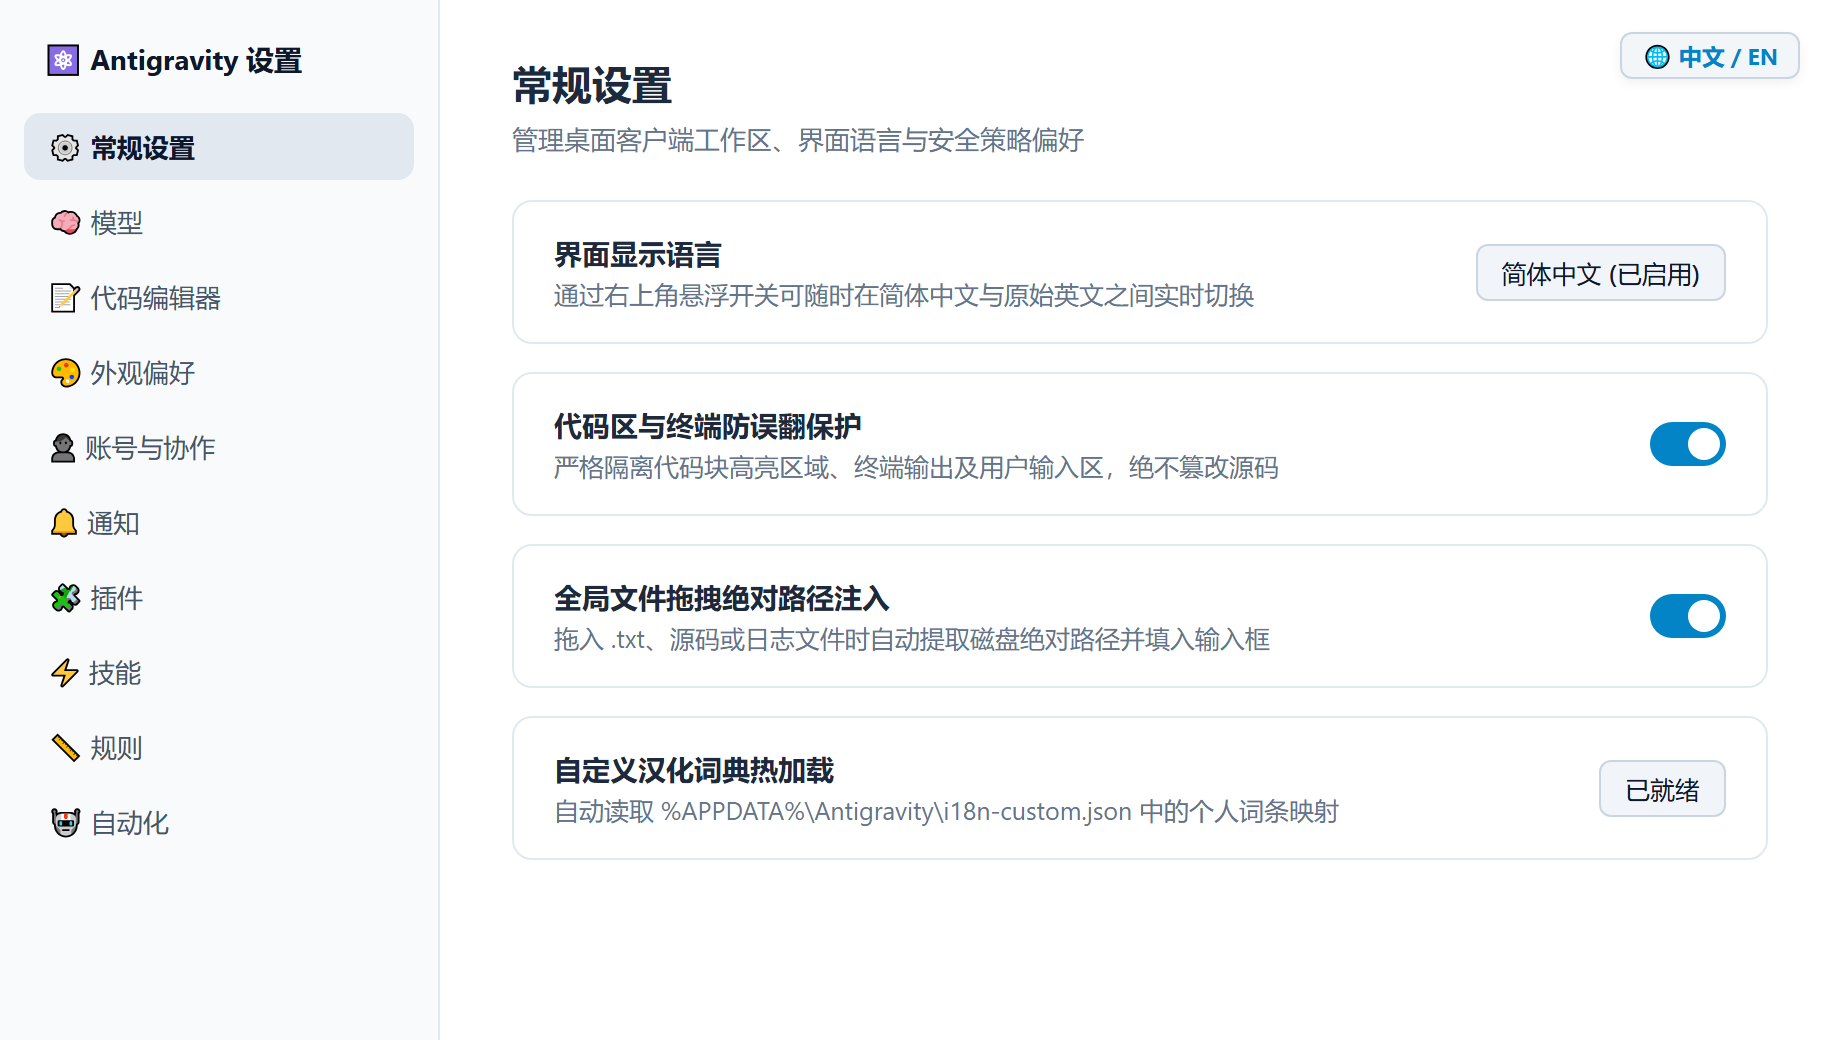 Antigravity 设置
常规设置
模型
代码编辑器
外观偏好
账号与协作
通知
插件
技能
规则
自动化
中文 / EN
常规设置
管理桌面客户端工作区、界面语言与安全策略偏好
界面显示语言
通过右上角悬浮开关可随时在简体中文与原始英文之间实时切换
简体中文 (已启用)
代码区与终端防误翻保护
严格隔离代码块高亮区域、终端输出及用户输入区，绝不篡改源码
全局文件拖拽绝对路径注入
拖入 .txt、源码或日志文件时自动提取磁盘绝对路径并填入输入框
自定义汉化词典热加载
自动读取 %APPDATA%\Antigravity\i18n-custom.json 中的个人词条映射
已就绪